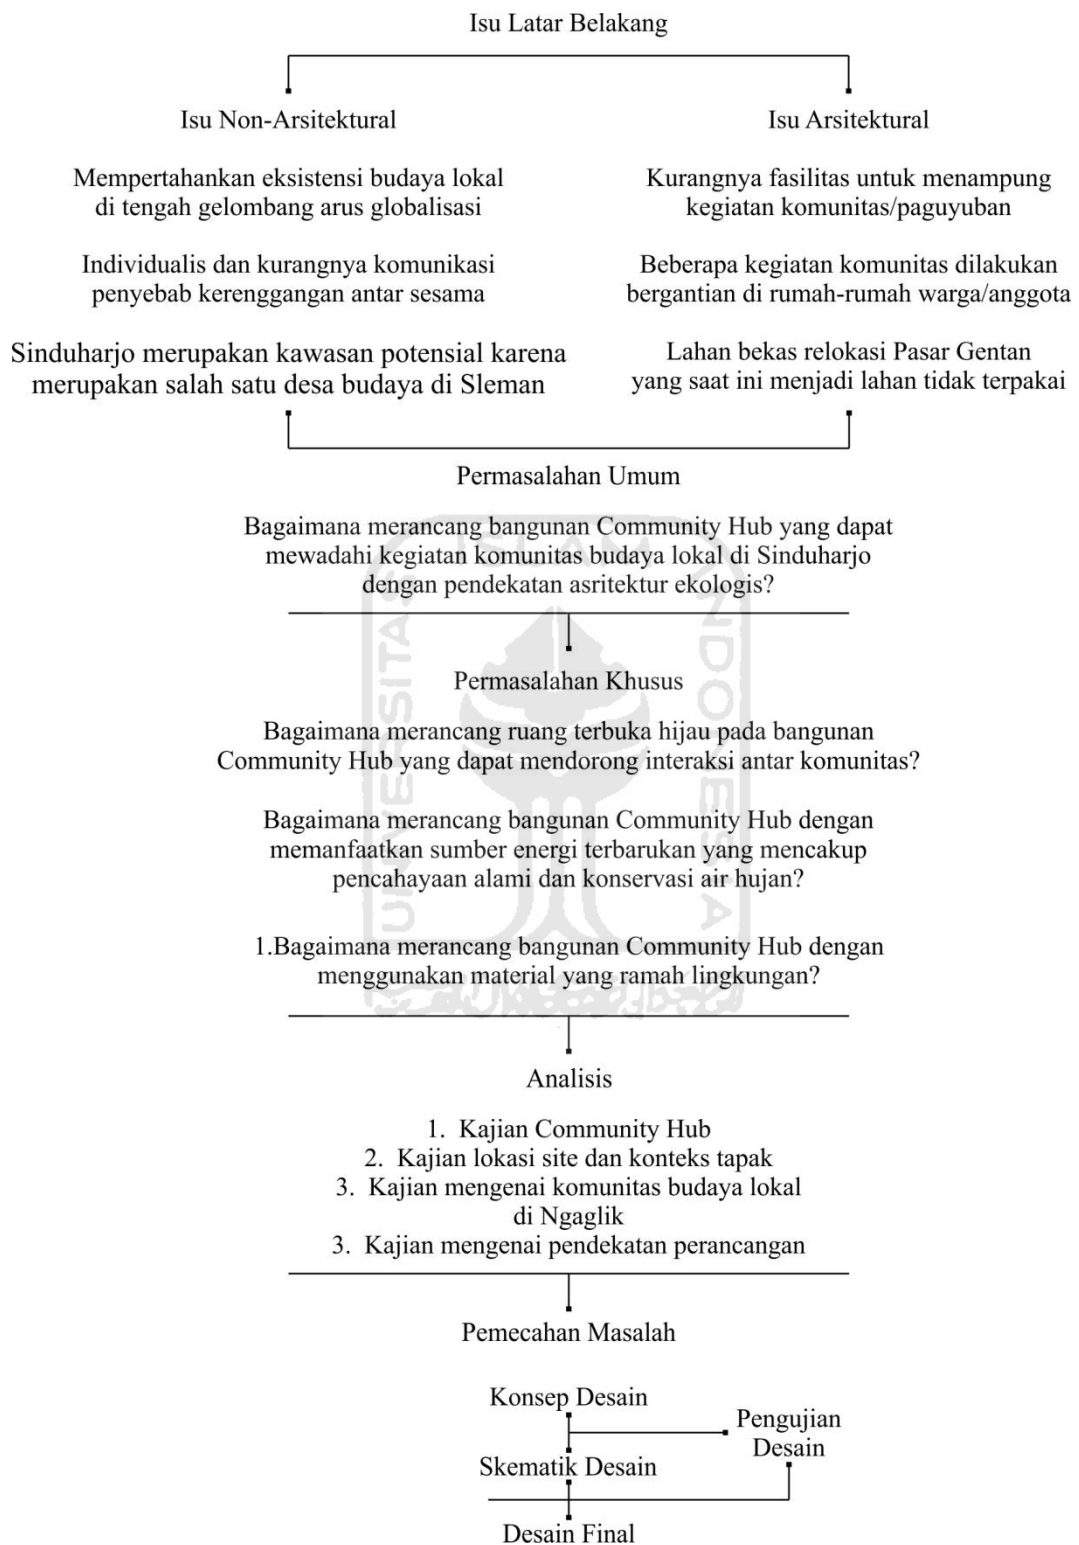 Isu Latar Belakang
Isu Non-Arsitektural
Mempertahankan eksistensi budaya lokal
di tengah gelombang arus globalisasi
Individualis dan kurangnya komunikasi
penyebab kerenggangan antar sesama
Sinduharjo merupakan kawasan potensial karena
merupakan salah satu desa budaya di Sleman
Isu Arsitektural
Kurangnya fasilitas untuk menampung
kegiatan komunitas/paguyuban
Beberapa kegiatan komunitas dilakukan
bergantian di rumah-rumah warga/anggota
Lahan bekas relokasi Pasar Gentan
yang saat ini menjadi lahan tidak terpakai
Permasalahan Umum
Bagaimana merancang bangunan Community Hub yang dapat
mewadahi kegiatan komunitas budaya lokal di Sinduharjo
dengan pendekatan asritektur ekologis?
Permasalahan Khusus
Bagaimana merancang ruang terbuka hijau pada bangunan
Community Hub yang dapat mendorong interaksi antar komunitas?
Bagaimana merancang bangunan Community Hub dengan
memanfaatkan sumber energi terbarukan yang mencakup
pencahayaan alami dan konservasi air hujan?
1.Bagaimana merancang bangunan Community Hub dengan
menggunakan material yang ramah lingkungan?
Analisis
1. Kajian Community Hub
2. Kajian lokasi site dan konteks tapak
3. Kajian mengenai komunitas budaya lokal
di Ngaglik
3. Kajian mengenai pendekatan perancangan
Pemecahan Masalah
Konsep Desain
Pengujian
Desain
Skematik Desain
Desain Final
UNIVERSITAS
ISLAM
INDONESIA